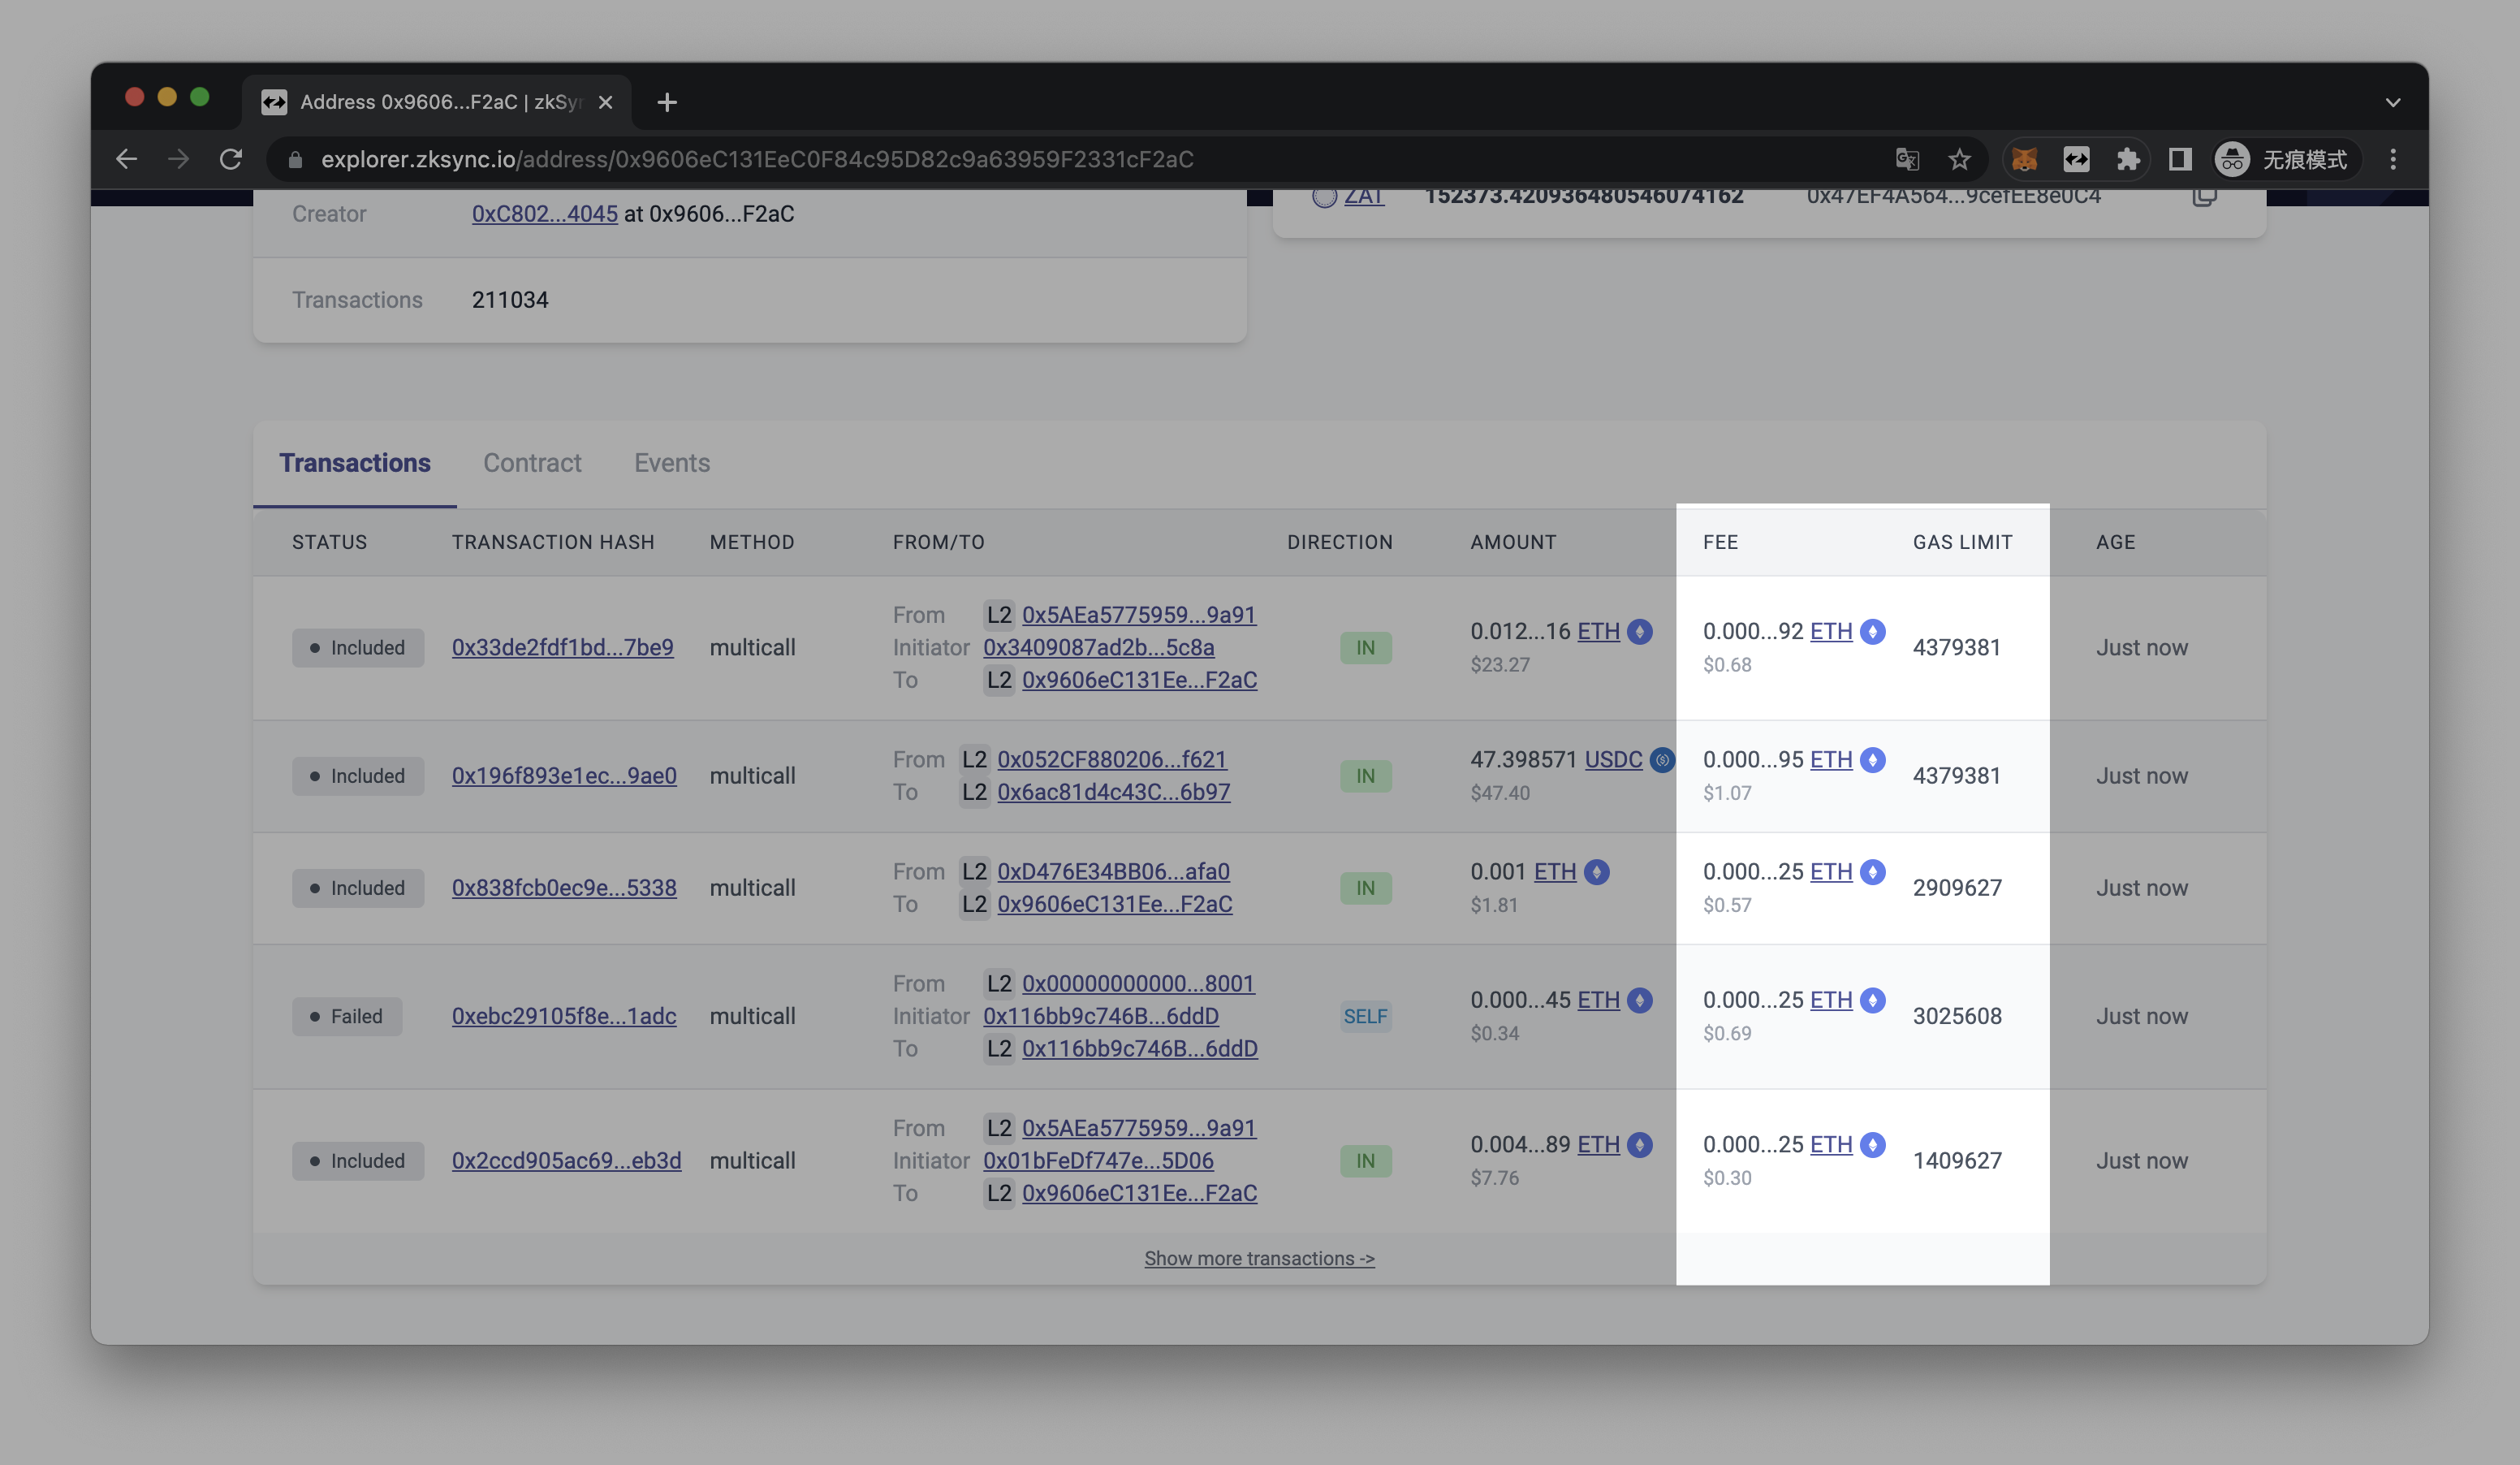 Address 0x9606...F2aC | zkSyn
explorer.zksync.io/address/0x9606eC131EeC0F84c95D82c9a63959F2331cF2aC
无痕模式
Creator 0xC802...4045 at 0x9606...F2aC
ZAT 152373.420936480546074162 0x47EF4A564...9cefEE8e0C4
Transactions 211034
Transactions Contract Events
STATUS TRANSACTION HASH METHOD FROM/TO DIRECTION AMOUNT FEE GAS LIMIT AGE
Included 0x33de2fdf1bd...7be9 multicall
From L2 0x5AEa5775959...9a91
Initiator 0x3409087ad2b...5c8a
To L2 0x9606eC131Ee...F2aC
IN
0.012...16 ETH
$23.27
0.000...92 ETH
$0.68
4379381
Just now
Included 0x196f893e1ec...9ae0 multicall
From L2 0x052CF880206...f621
To L2 0x6ac81d4c43C...6b97
IN
47.398571 USDC
$47.40
0.000...95 ETH
$1.07
4379381
Just now
Included 0x838fcb0ec9e...5338 multicall
From L2 0xD476E34BB06...afa0
To L2 0x9606eC131Ee...F2aC
IN
0.001 ETH
$1.81
0.000...25 ETH
$0.57
2909627
Just now
Failed 0xebc29105f8e...1adc multicall
From L2 0x00000000000...8001
Initiator 0x116bb9c746B...6ddD
To L2 0x116bb9c746B...6ddD
SELF
0.000...45 ETH
$0.34
0.000...25 ETH
$0.69
3025608
Just now
Included 0x2ccd905ac69...eb3d multicall
From L2 0x5AEa5775959...9a91
Initiator 0x01bFeDf747e...5D06
To L2 0x9606eC131Ee...F2aC
IN
0.004...89 ETH
$7.76
0.000...25 ETH
$0.30
1409627
Just now
Show more transactions ->